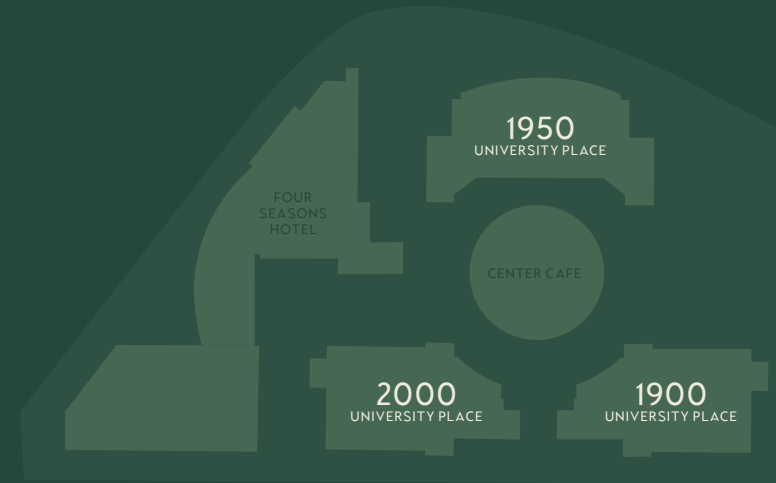 1950
UNIVERSITY PLACE
FOUR
SEASONS
HOTEL
CENTER CAFE
2000
UNIVERSITY PLACE
1900
UNIVERSITY PLACE